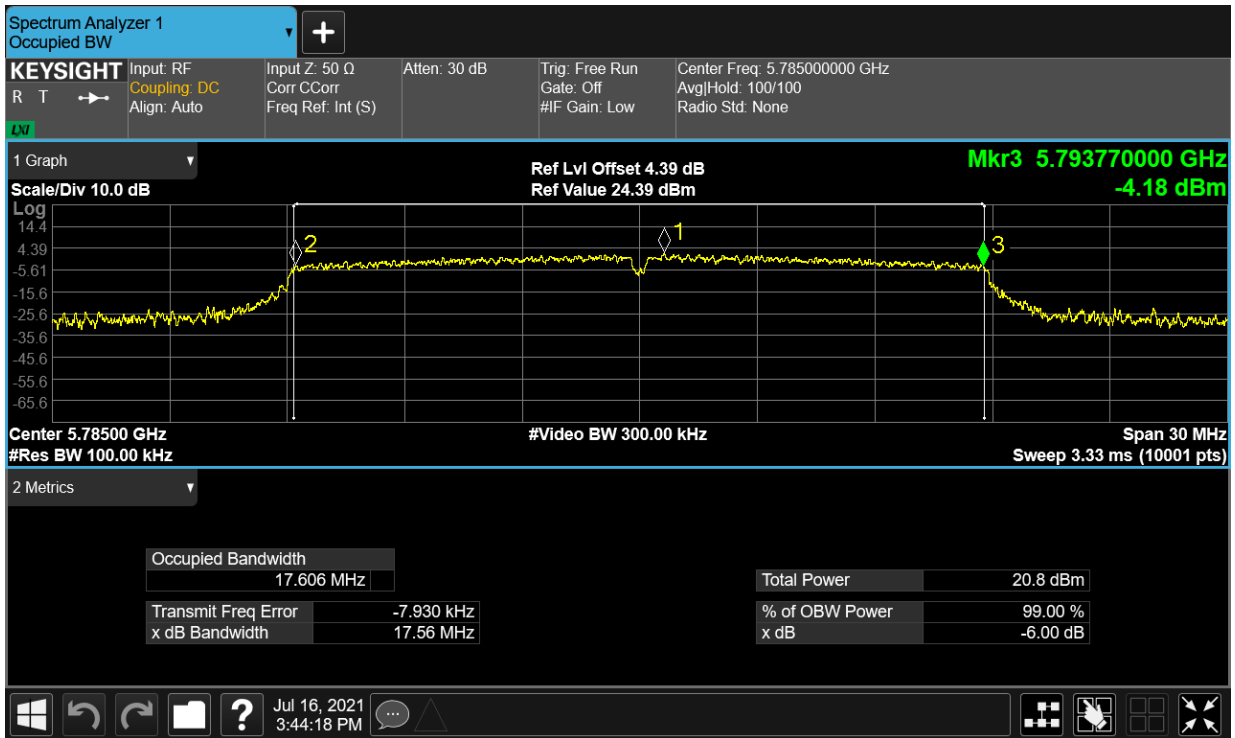 Spectrum Analyzer 1
Occupied BW
KEYSIGHT
R T
LXI
Input: RF
Coupling: DC
Align: Auto
Input Z: 50 Ω
Corr CCorr
Freq Ref: Int (S)
Atten: 30 dB
Trig: Free Run
Gate: Off
#IF Gain: Low
Center Freq: 5.785000000 GHz
Avg|Hold: 100/100
Radio Std: None
1 Graph
Scale/Div 10.0 dB
Ref Lvl Offset 4.39 dB
Ref Value 24.39 dBm
Mkr3 5.793770000 GHz
-4.18 dBm
Log
14.4
4.39
-5.61
-15.6
-25.6
-35.6
-45.6
-55.6
-65.6
2
1
3
Center 5.78500 GHz
#Res BW 100.00 kHz
#Video BW 300.00 kHz
Span 30 MHz
Sweep 3.33 ms (10001 pts)
2 Metrics
Occupied Bandwidth
17.606 MHz
Transmit Freq Error -7.930 kHz
x dB Bandwidth 17.56 MHz
Total Power 20.8 dBm
% of OBW Power 99.00 %
x dB -6.00 dB
?
Jul 16, 2021
3:44:18 PM